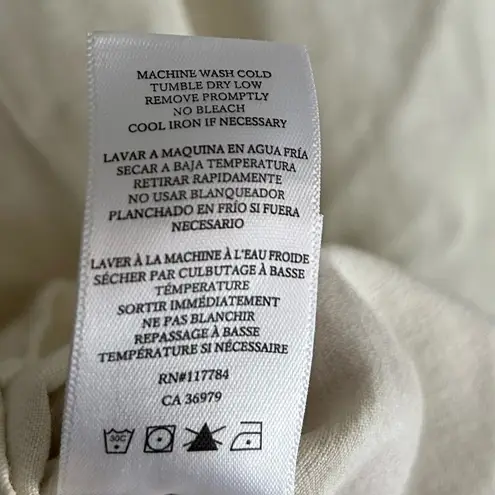 MACHINE WASH COLD
TUMBLE DRY LOW
REMOVE PROMPTLY
NO BLEACH
COOL IRON IF NECESSARY
LAVAR A MAQUINA EN AGUA FRÍA
SECAR A BAJA TEMPERATURA
RETIRAR RAPIDAMENTE
NO USAR BLANQUEADOR
PLANCHADO EN FRÍO SI FUERA
NECESARIO
LAVER À LA MACHINE À L'EAU FROIDE
SÉCHER PAR CULBUTAGE À BASSE
TÉMPÉRATURE
SORTIR IMMÉDIATEMENT
NE PAS BLANCHIR
REPASSAGE À BASSE
TEMPÉRATURE SI NÉCESSAIRE
RN#117784
CA 36979
30C